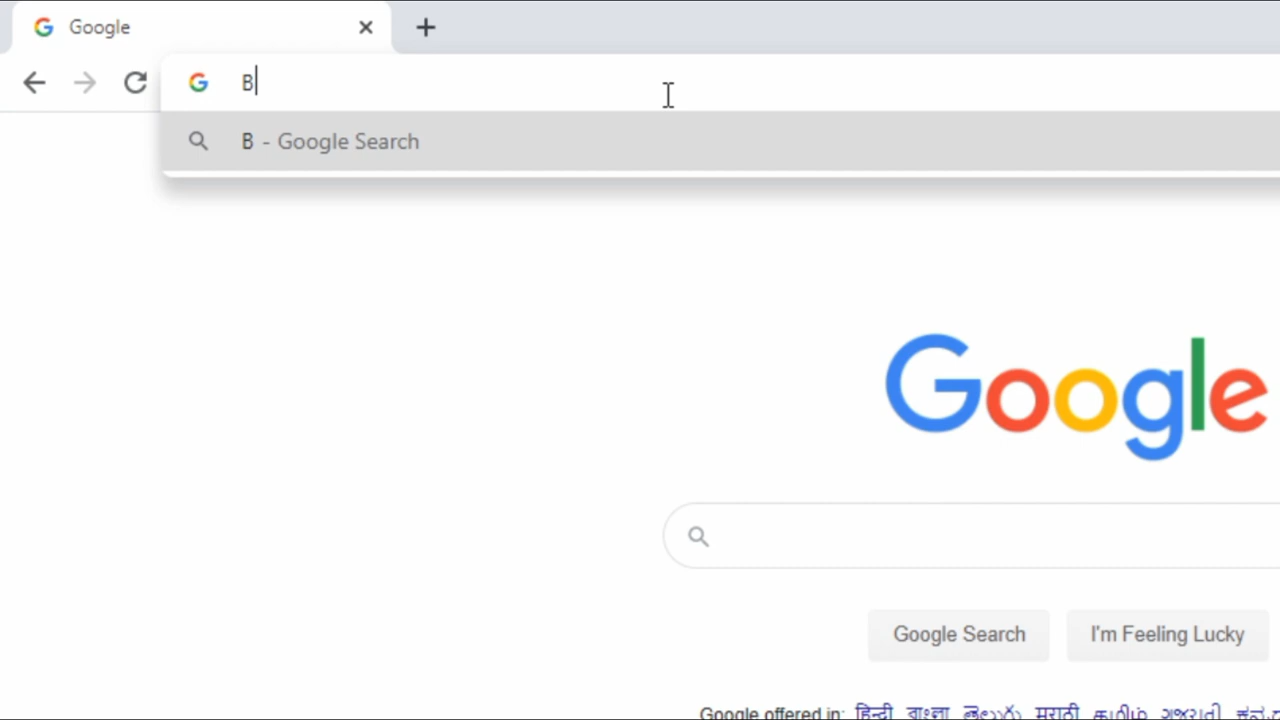 Google
B
B - Google Search
Google
Google Search I'm Feeling Lucky
Google offered in: हिन्दी বাংলা తెలుగు मराठी தமிழ் ગુજરાતી